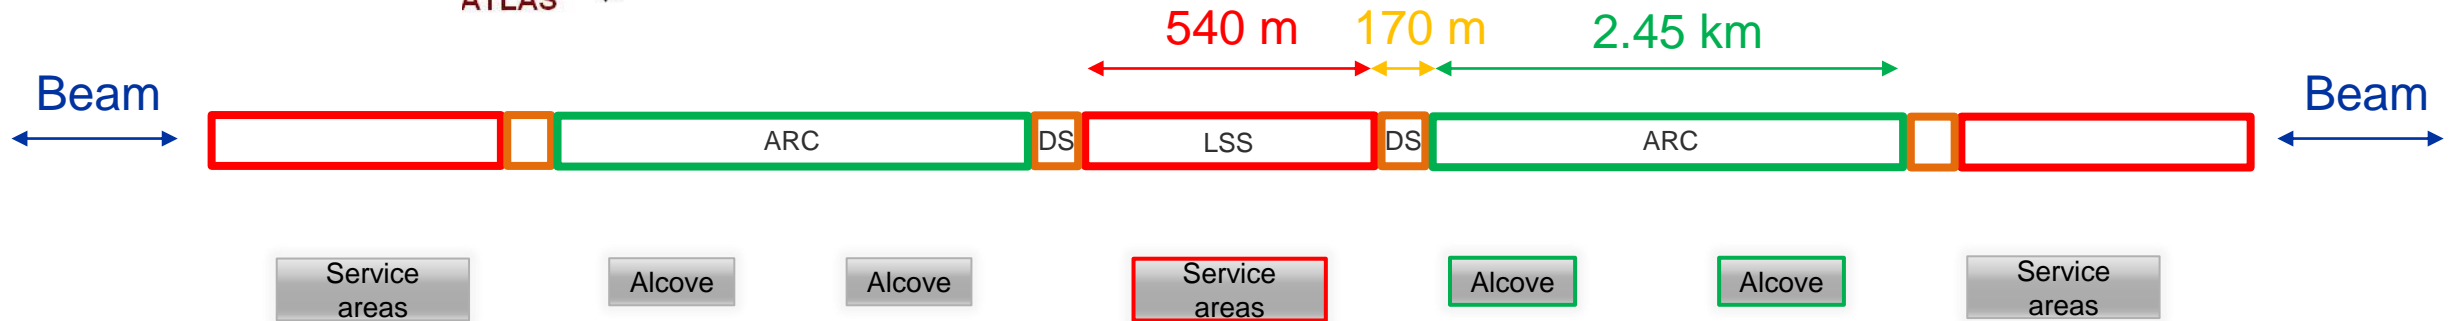 ATLAS
540 m 170 m 2.45 km
Beam Beam
ARC DS LSS DS ARC
Service areas Alcove Alcove Service areas Alcove Alcove Service areas